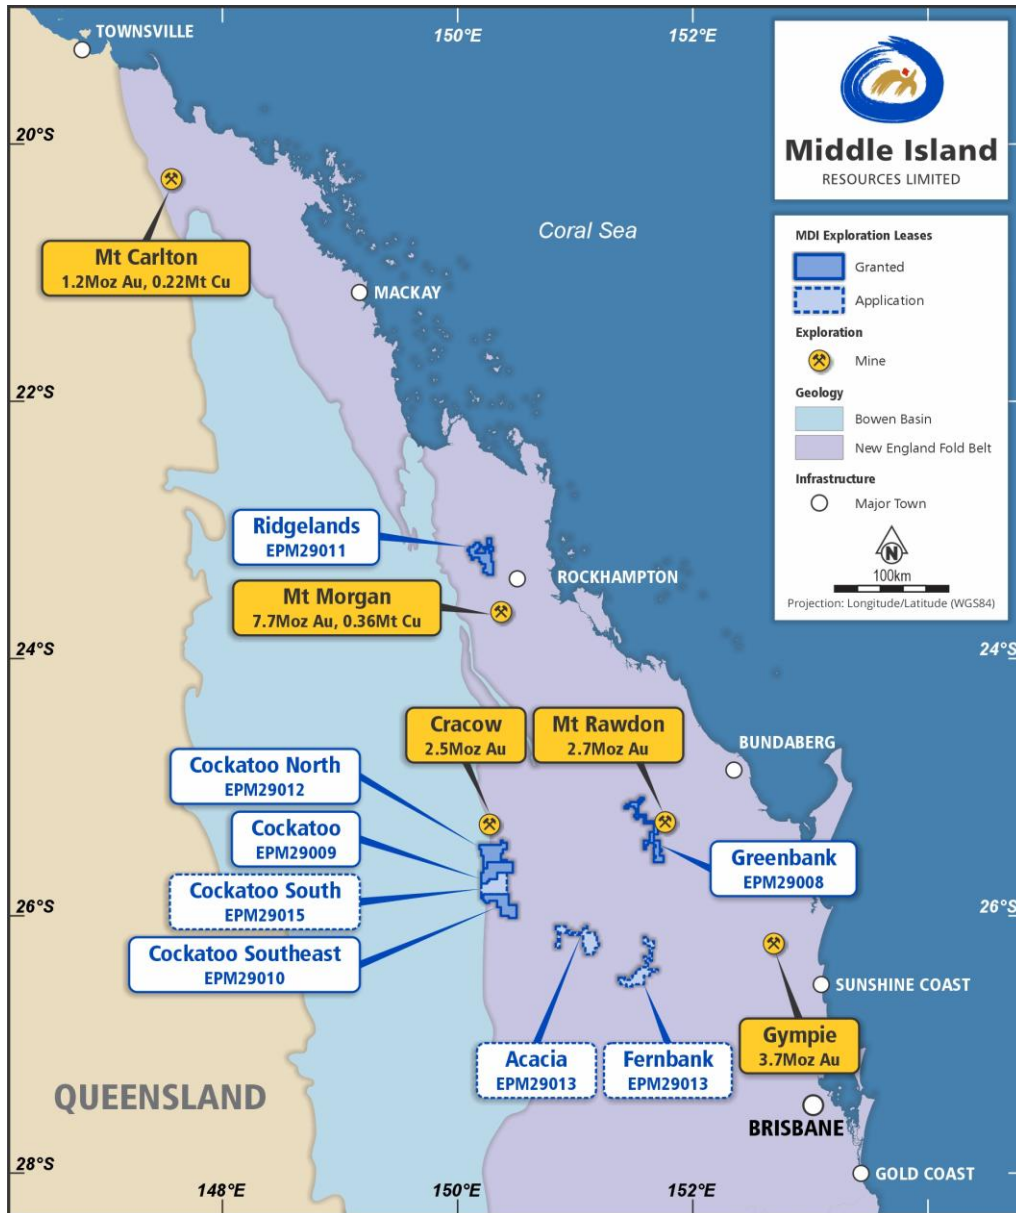 TOWNSVILLE
150°E
152°E
Middle Island
RESOURCES LIMITED
20°S
Mt Carlton
1.2Moz Au, 0.22Mt Cu
Coral Sea
MACKAY
MDI Exploration Leases
Granted
Application
Exploration
Mine
Geology
Bowen Basin
New England Fold Belt
Infrastructure
Major Town
N
100km
Projection: Longitude/Latitude (WGS84)
22°S
Ridgelands
EPM29011
ROCKHAMPTON
Mt Morgan
7.7Moz Au, 0.36Mt Cu
24°S
24°S
Cracow
2.5Moz Au
Mt Rawdon
2.7Moz Au
BUNDABERG
Cockatoo North
EPM29012
Cockatoo
EPM29009
Greenbank
EPM29008
Cockatoo South
EPM29015
26°S
26°S
Cockatoo Southeast
EPM29010
SUNSHINE COAST
Acacia
EPM29013
Fernbank
EPM29013
Gympie
3.7Moz Au
QUEENSLAND
BRISBANE
28°S
GOLD COAST
148°E
150°E
152°E